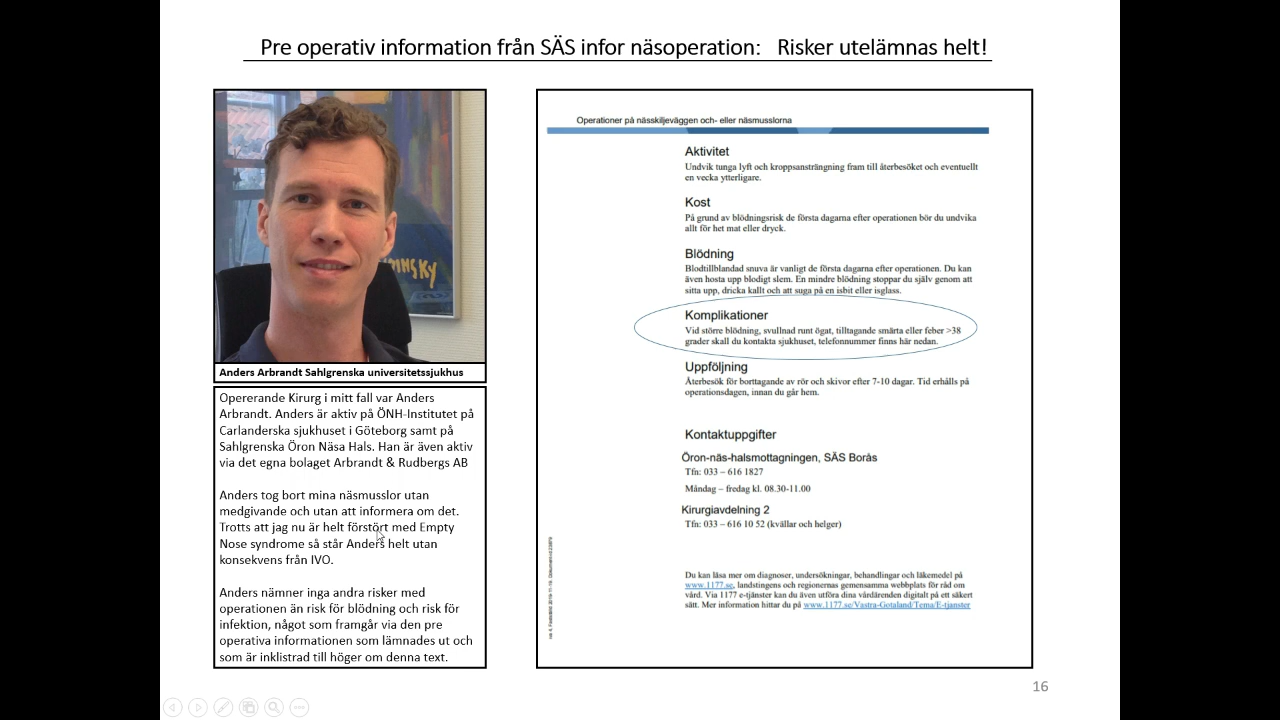 Pre operativ information från SÄS infor näsoperation:   Risker utelämnas helt!
Anders Arbrandt Sahlgrenska universitetssjukhus
Opererande Kirurg i mitt fall var Anders
Arbrandt. Anders är aktiv på ÖNH-Institutet på
Carlanderska sjukhuset i Göteborg samt på
Sahlgrenska Öron Näsa Hals. Han är även aktiv
via det egna bolaget Arbrandt & Rudbergs AB
Anders tog bort mina näsmusslor utan
medgivande och utan att informera om det.
Trotts att jag nu är helt förstört med Empty
Nose syndrome så står Anders helt utan
konsekvens från IVO.
Anders nämner inga andra risker med
operationen än risk för blödning och risk för
infektion, något som framgår via den pre
operativa informationen som lämnades ut och
som är inklistrad till höger om denna text.
Operationer på nässkiljeväggen och- eller näsmusslorna
Aktivitet
Undvik tunga lyft och kroppsansträngning fram till återbesöket och eventuellt
en vecka ytterligare.
Kost
På grund av blödningsrisk de första dagarna efter operationen bör du undvika
allt för het mat eller dryck.
Blödning
Blodtillblandad snuva är vanligt de första dagarna efter operationen. Du kan
även hosta upp blodigt slem. En mindre blödning stoppar du själv genom att
sitta upp, dricka kallt och att suga på en isbit eller isglass.
Komplikationer
Vid större blödning, svullnad runt ögat, tilltagande smärta eller feber >38
grader skall du kontakta sjukhuset, telefonnummer finns här nedan.
Uppföljning
Återbesök för borttagande av rör och skivor efter 7-10 dagar. Tid erhålls på
operationsdagen, innan du går hem.
Kontaktuppgifter
Öron-näs-halsmottagningen, SÄS Borås
Tfn: 033 – 616 1827
Måndag – fredag kl. 08.30-11.00
Kirurgiavdelning 2
Tfn: 033 – 616 10 52 (kvällar och helger)
Du kan läsa mer om diagnoser, undersökningar, behandlingar och läkemedel på
www.1177.se, landstingens och regionernas gemensamma webbplats för råd om
vård. Via 1177 e-tjänster kan du även utföra dina vårdärenden digitalt på ett säkert
sätt. Mer information hittar du på www.1177.se/Vastra-Gotaland/Tema/E-tjanster
16